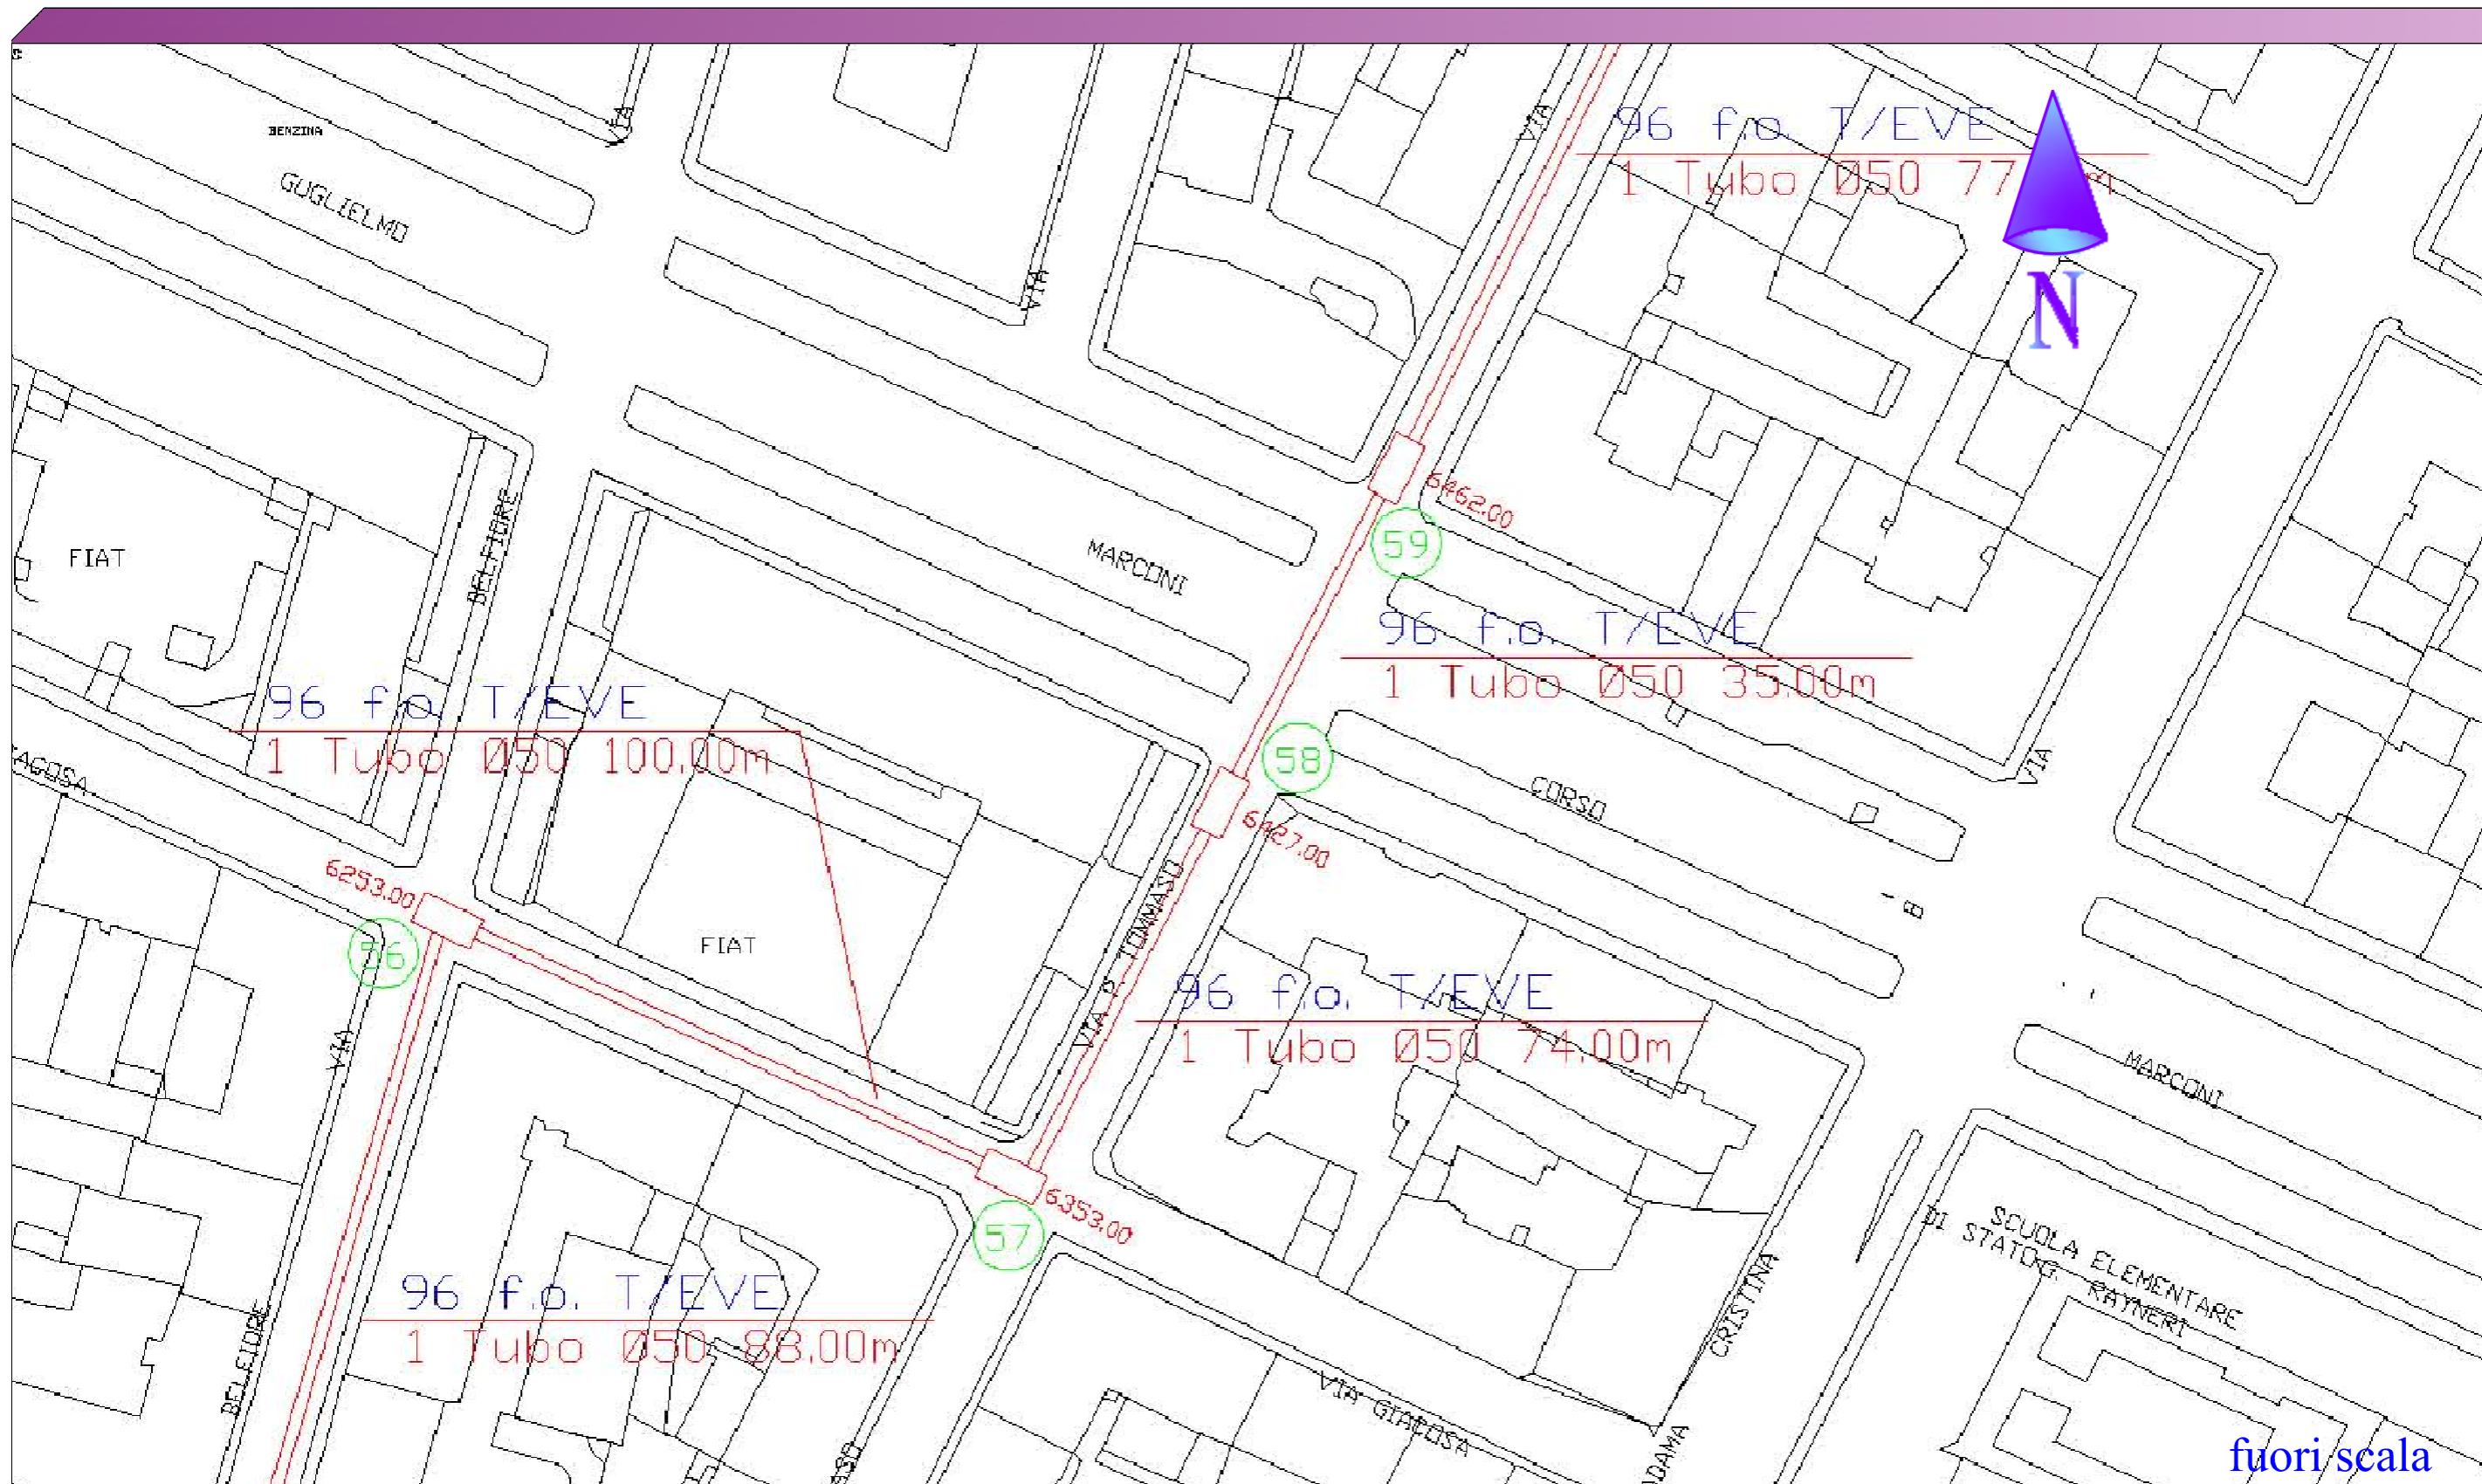 BENZINA
VIA
VIA
VIA
96 f.o. T/EVE
1 Tubo Ø50 77
m
GUGLIELMO
N
BELFIORE
FIAT
6462.00
59
MARCONI
96 f.o. T/EVE
1 Tubo Ø50 35.00m
96 f.o. T/EVE
1 Tubo Ø50 100.00m
58
VIA
CORSO
6427.00
6253.00
56
FIAT
VIA P. TOMMASO
96 f.o. T/EVE
1 Tubo Ø50 74.00m
VIA
MARCONI
6353.00
57
SCUOLA ELEMENTARE
DI STATO G. RAYNERI
96 f.o. T/EVE
1 Tubo Ø50 88.00m
CRISTINA
BELFIORE
VIA GIACOSA
fuori scala